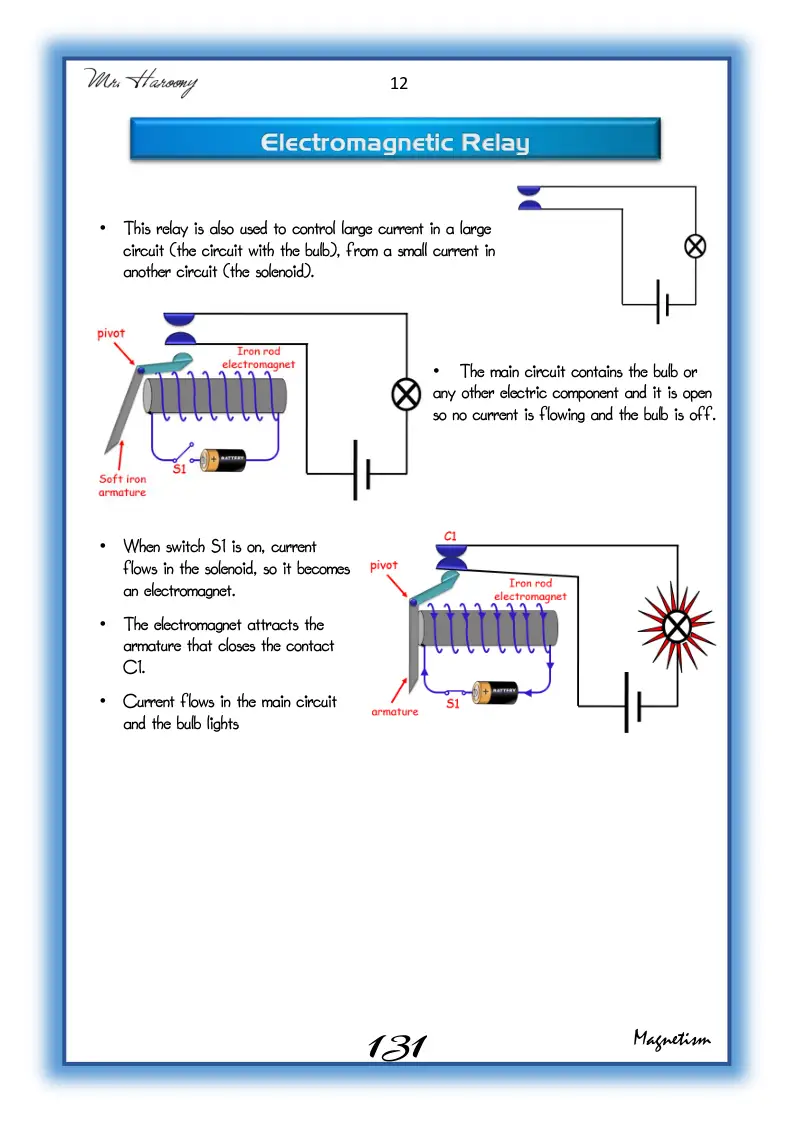 Mr. Haroomy
12
Electromagnetic Relay
• This relay is also used to control large current in a large
circuit (the circuit with the bulb), from a small current in
another circuit (the solenoid).
pivot
Iron rod
electromagnet
S1
BATTERY
Soft iron
armature
• The main circuit contains the bulb or
any other electric component and it is open
so no current is flowing and the bulb is off.
• When switch S1 is on, current
flows in the solenoid, so it becomes
an electromagnet.
• The electromagnet attracts the
armature that closes the contact
C1.
• Current flows in the main circuit
and the bulb lights
C1
pivot
Iron rod
electromagnet
S1
BATTERY
armature
131
Magnetism